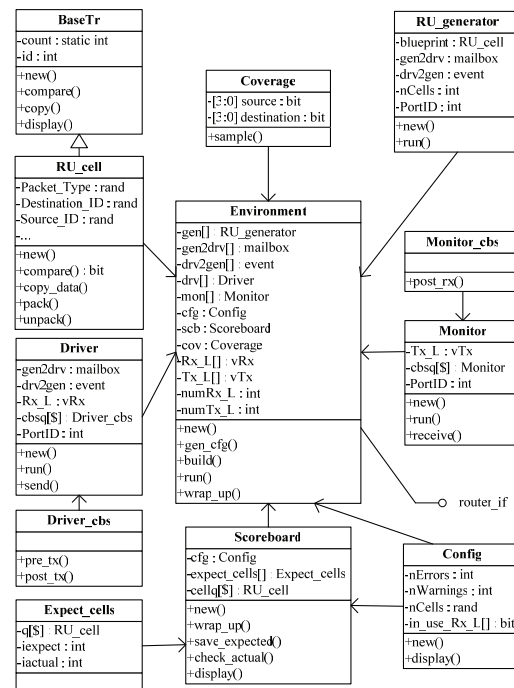 BaseTr
-count : static int
-id : int
+new()
+compare()
+copy()
+display()
RU_cell
-Packet_Type : rand
-Destination_ID : rand
-Source_ID : rand
-...
+new()
+compare() : bit
+copy_data()
+pack()
+unpack()
Driver
-gen2drv : mailbox
-drv2gen : event
-Rx_L : vRx
-cbsq[$] : Driver_cbs
-PortID : int
+new()
+run()
+send()
Driver_cbs
+pre_tx()
+post_tx()
Expect_cells
-q[$] : RU_cell
-iexpect : int
-iactual : int
Coverage
-[3:0] source : bit
-[3:0] destination : bit
+sample()
Environment
-gen[] : RU_generator
-gen2drv[] : mailbox
-drv2gen[] : event
-drv[] : Driver
-mon[] : Monitor
-cfg : Config
-scb : Scoreboard
-cov : Coverage
-Rx_L[] : vRx
-Tx_L[] : vTx
-numRx_L : int
-numTx_L : int
+new()
+gen_cfg()
+build()
+run()
+wrap_up()
Scoreboard
-cfg : Config
-expect_cells[] : Expect_cells
-cellq[$] : RU_cell
+new()
+wrap_up()
+save_expected()
+check_actual()
+display()
RU_generator
-blueprint : RU_cell
-gen2drv : mailbox
-drv2gen : event
-nCells : int
-PortID : int
+new()
+run()
Monitor_cbs
+post_rx()
Monitor
-Tx_L : vTx
-cbsq[$] : Monitor
-PortID : int
+new()
+run()
+receive()
router_if
Config
-nErrors : int
-nWarnings : int
-nCells : rand
-in_use_Rx_L[] : bit
+new()
+display()